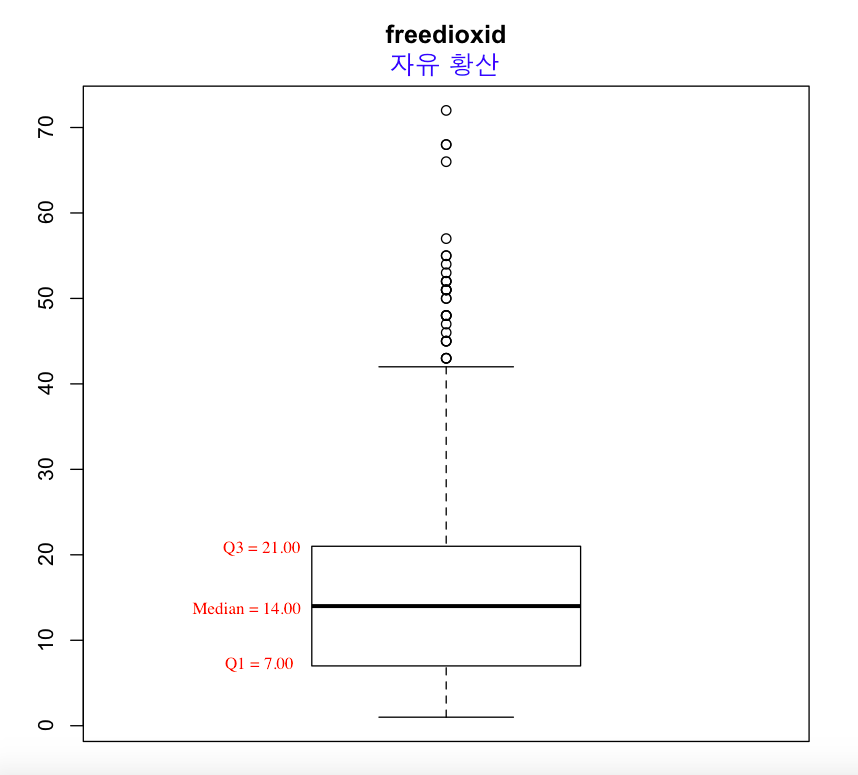 freedioxid
자유 황산
70
60
50
40
30
20
10
0
Q3 = 21.00
Median = 14.00
Q1 = 7.00